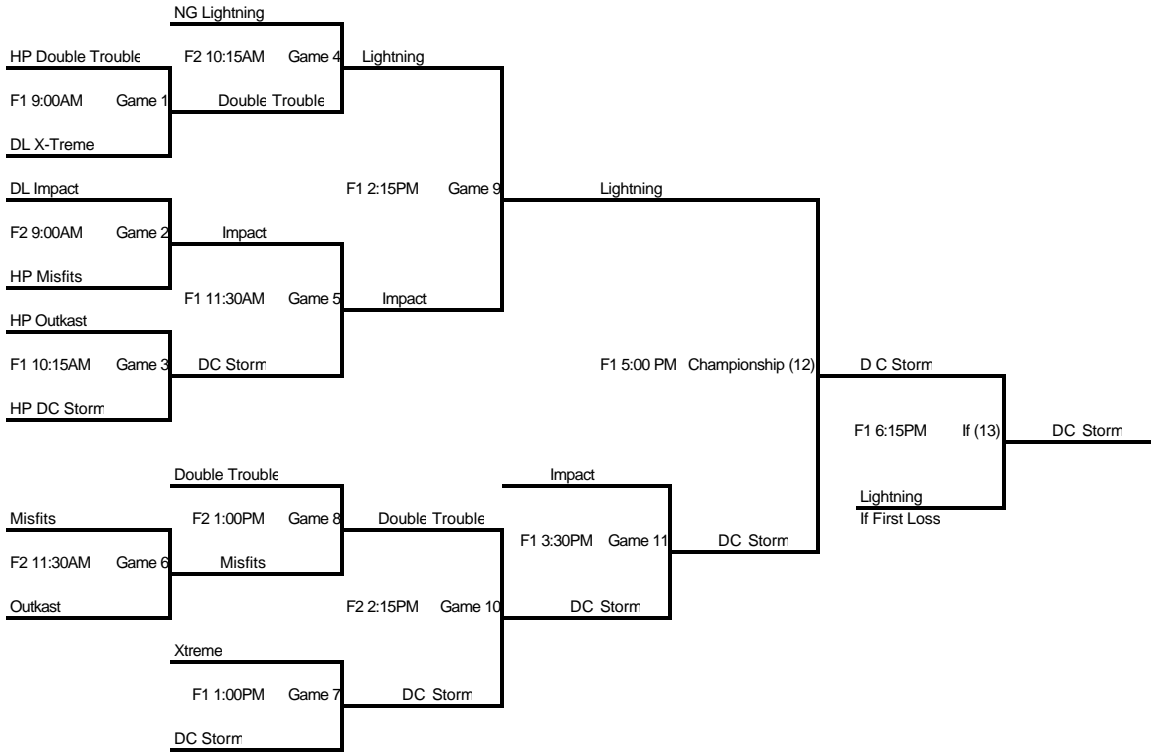 NG Lightning
HP Double Trouble
F2 10:15AM Game 4
Lightning
F1 9:00AM Game 1
Double Trouble
DL X-Treme
DL Impact
F1 2:15PM Game 9
Lightning
F2 9:00AM Game 2
Impact
HP Misfits
F1 11:30AM Game 5
Impact
HP Outkast
F1 10:15AM Game 3
DC Storm
F1 5:00 PM Championship (12)
D C Storm
HP DC Storm
F1 6:15PM If (13)
DC Storm
Double Trouble
Impact
Lightning
If First Loss
Misfits
F2 1:00PM Game 8
Double Trouble
F1 3:30PM Game 11
DC Storm
F2 11:30AM Game 6
Misfits
Outkast
F2 2:15PM Game 10
DC Storm
Xtreme
F1 1:00PM Game 7
DC Storm
DC Storm